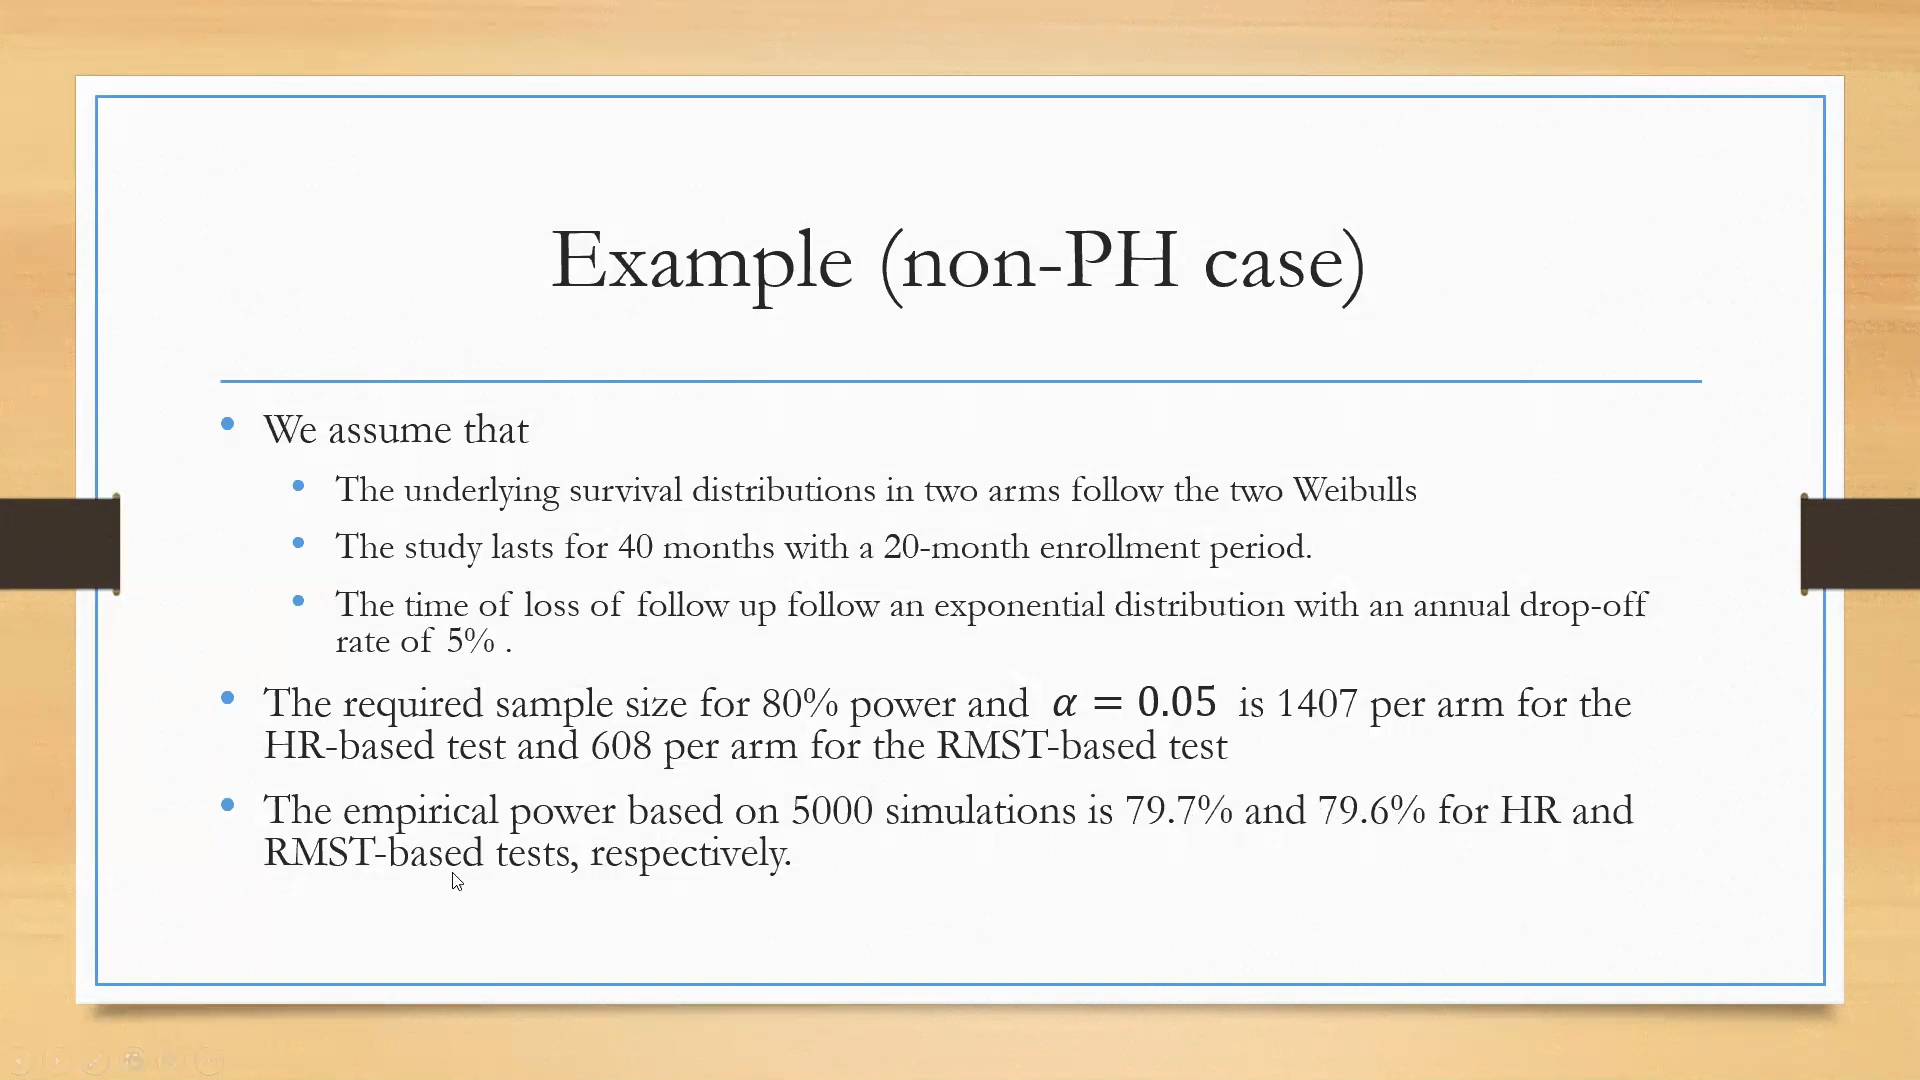 Example (non-PH case)
• We assume that
• The underlying survival distributions in two arms follow the two Weibulls
• The study lasts for 40 months with a 20-month enrollment period.
• The time of loss of follow up follow an exponential distribution with an annual drop-off
rate of 5% .
• The required sample size for 80% power and α = 0.05 is 1407 per arm for the
HR-based test and 608 per arm for the RMST-based test
• The empirical power based on 5000 simulations is 79.7% and 79.6% for HR and
RMST-based tests, respectively.